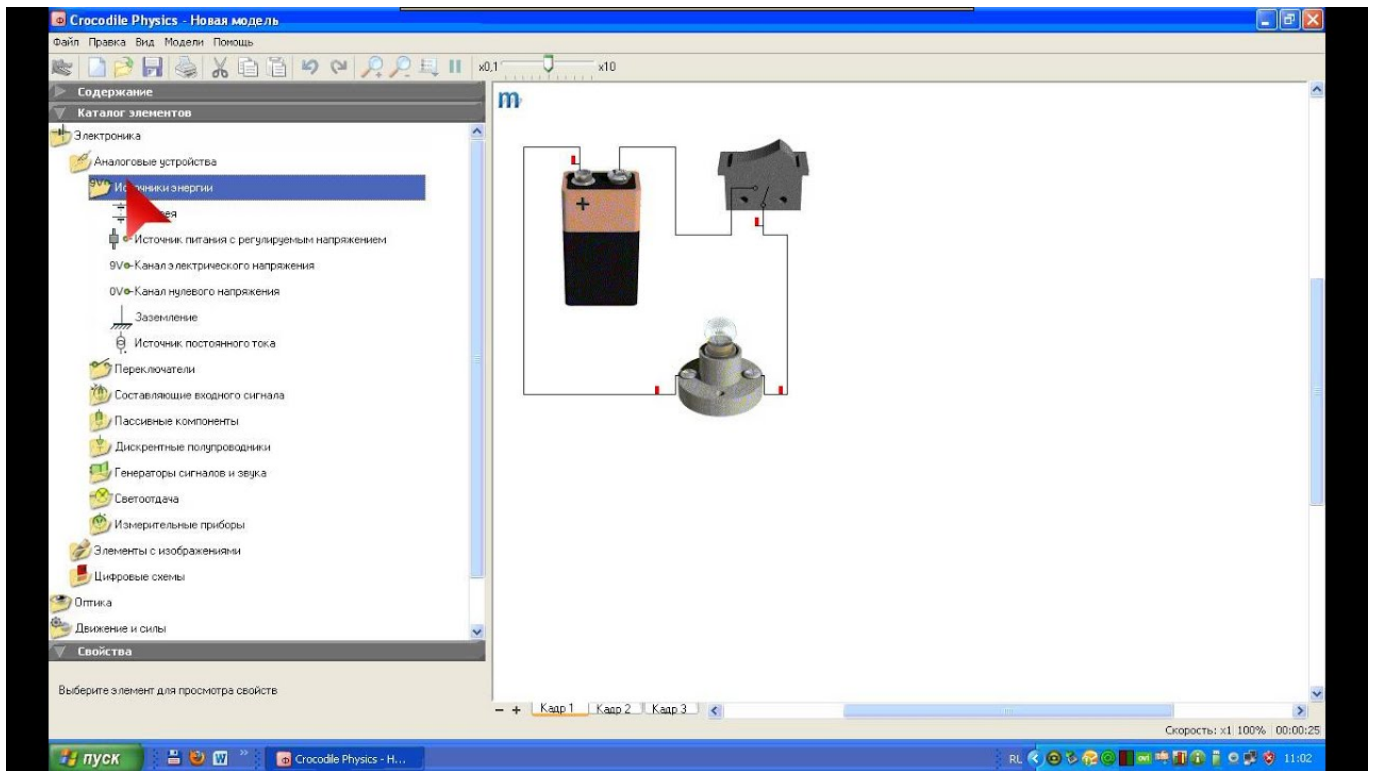 Crocodile Physics - Новая модель
Файл Правка Вид Модели Помощь
x0,1 x10
Содержание
Каталог элементов
Электроника
Аналоговые устройства
Источники энергии
Источник питания с регулируемым напряжением
9V Канал электрического напряжения
0V Канал нулевого напряжения
Заземление
Источник постоянного тока
Переключатели
Составляющие входного сигнала
Пассивные компоненты
Дискрентные полупроводники
Генераторы сигналов и звука
Светоотдача
Измерительные приборы
Элементы с изображениями
Цифровые схемы
Оптика
Движение и силы
Свойства
Выберите элемент для просмотра свойств
m
+
- + Кадр 1 Кадр 2 Кадр 3
Скорость: x1 100% 00:00:25
пуск Crocodile Physics - Н... RL 11:02